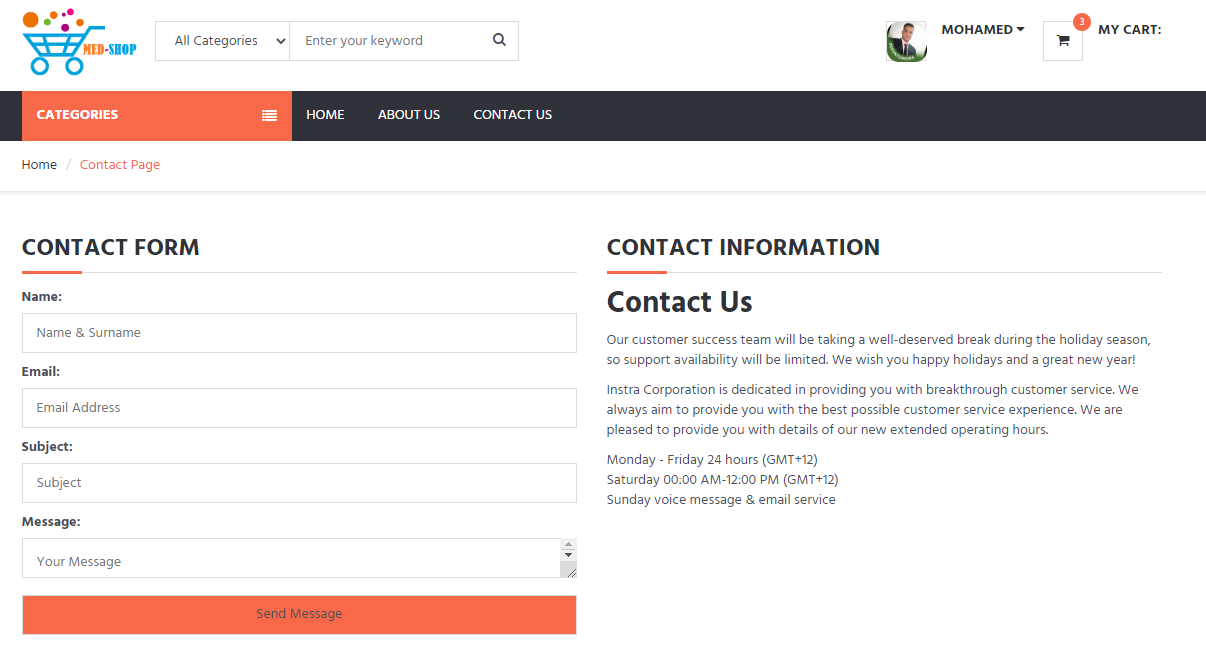 MED-SHOP
All Categories
Enter your keyword
MOHAMED
3
MY CART:
CATEGORIES
HOME
ABOUT US
CONTACT US
Home / Contact Page
CONTACT FORM
Name:
Name & Surname
Email:
Email Address
Subject:
Subject
Message:
Your Message
Send Message
CONTACT INFORMATION
Contact Us
Our customer success team will be taking a well-deserved break during the holiday season,
so support availability will be limited. We wish you happy holidays and a great new year!
Instra Corporation is dedicated in providing you with breakthrough customer service. We
always aim to provide you with the best possible customer service experience. We are
pleased to provide you with details of our new extended operating hours.
Monday - Friday 24 hours (GMT+12)
Saturday 00:00 AM-12:00 PM (GMT+12)
Sunday voice message & email service